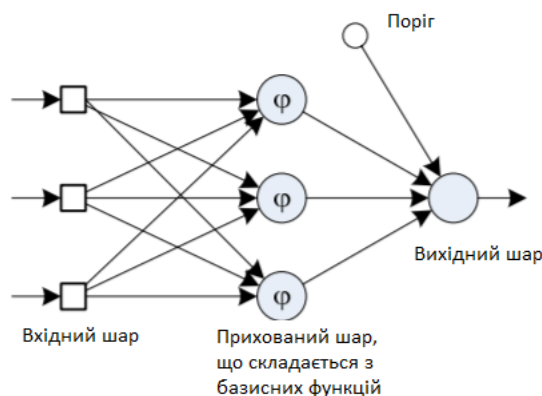 Поріг
φ
φ
φ
Вихідний шар
Вхідний шар
Прихований шар,
що складається з
базисних функцій